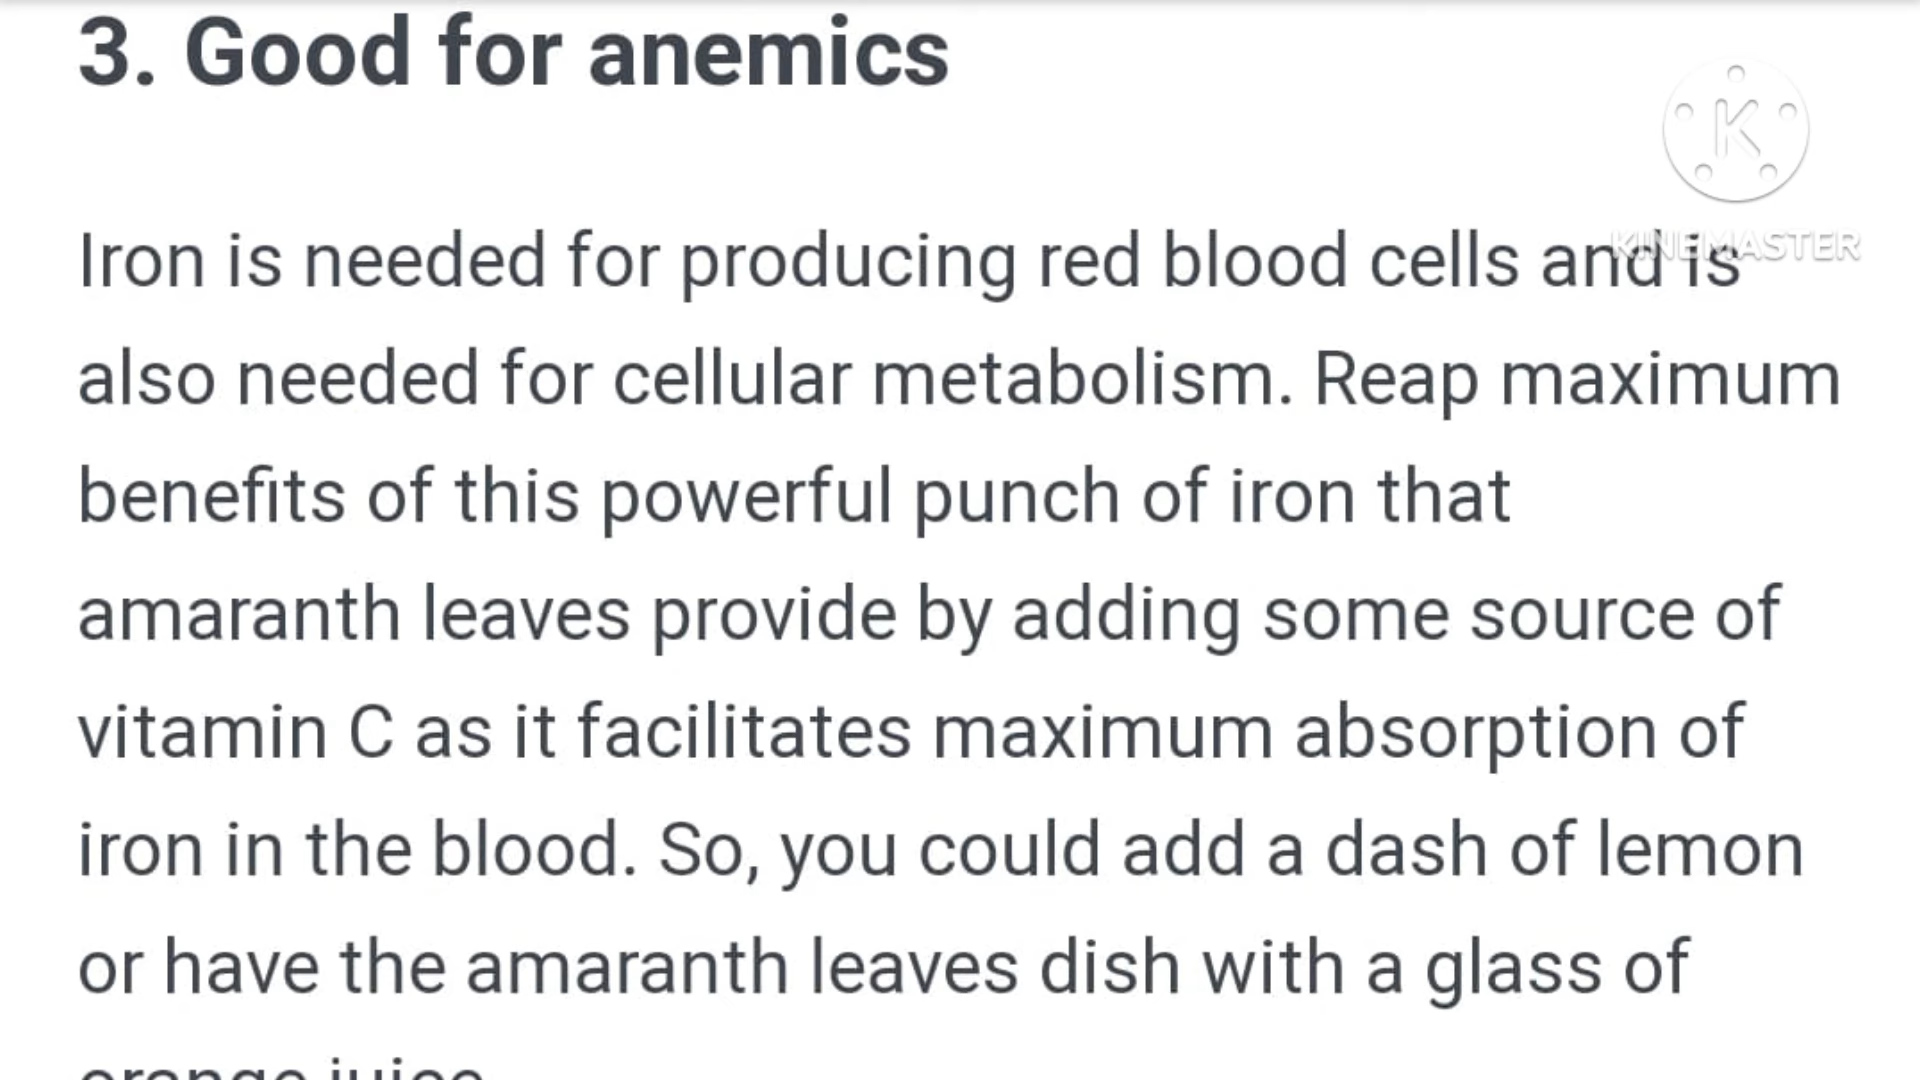 3. Good for anemics
K
KINEMASTER
Iron is needed for producing red blood cells and is
also needed for cellular metabolism. Reap maximum
benefits of this powerful punch of iron that
amaranth leaves provide by adding some source of
vitamin C as it facilitates maximum absorption of
iron in the blood. So, you could add a dash of lemon
or have the amaranth leaves dish with a glass of
orange juice